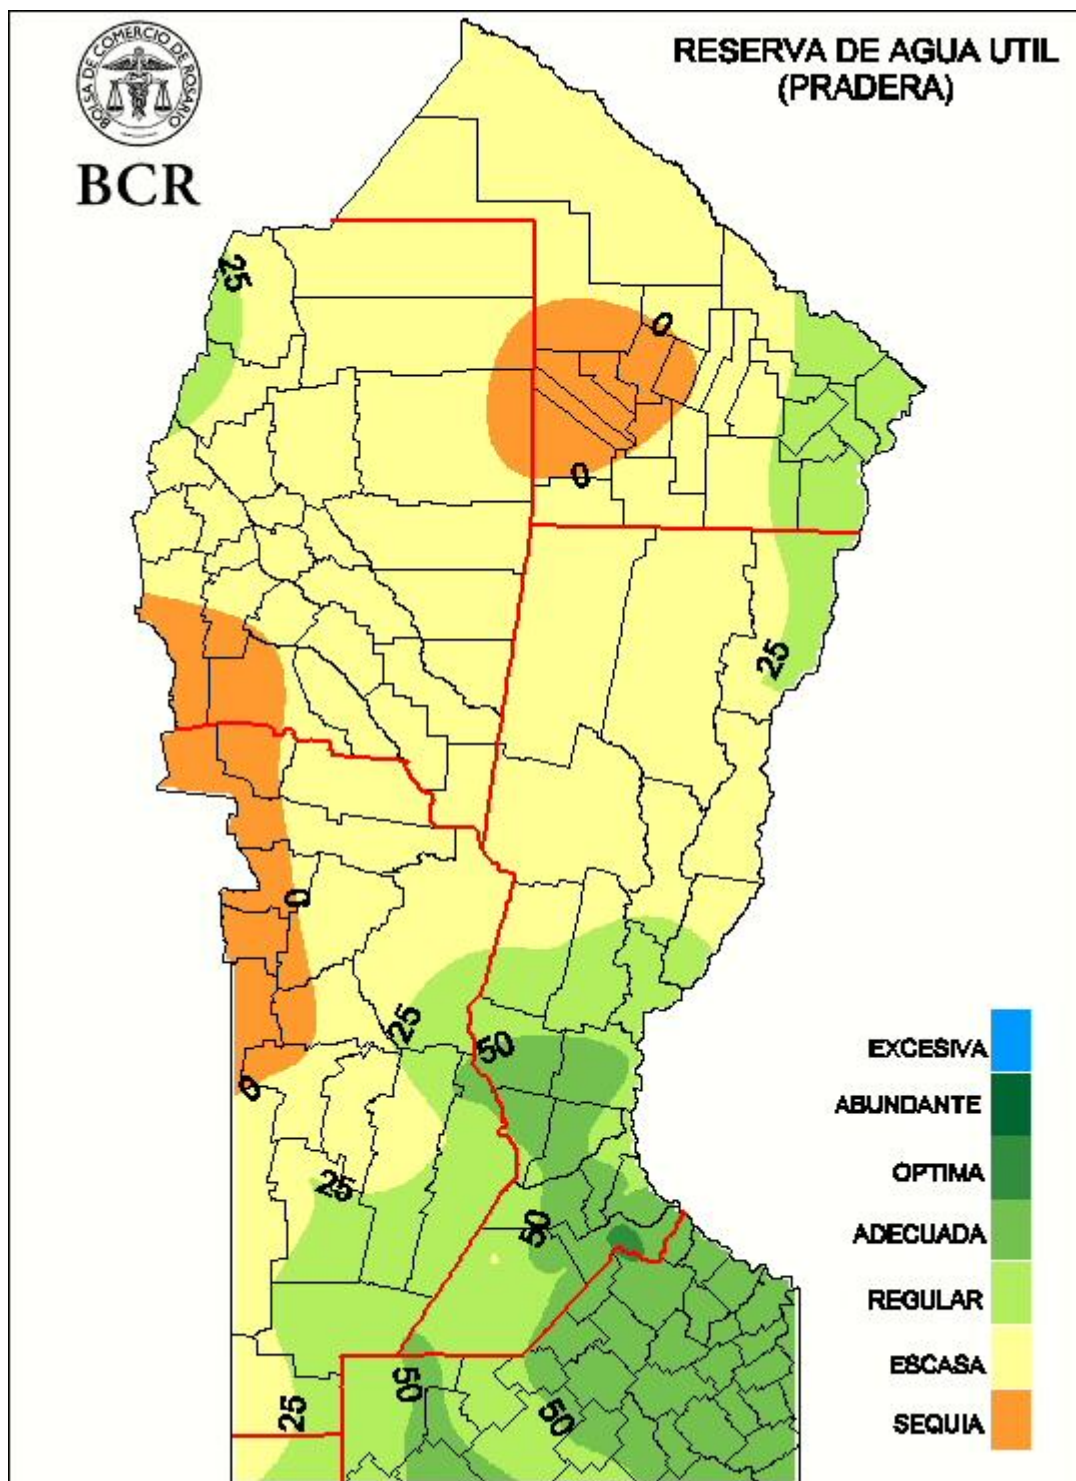 BOLSA DE COMERCIO DE ROSARIO
BCR
RESERVA DE AGUA UTIL
(PRADERA)
25
0
0
25
0
25
50
0
25
50
50
50
25
EXCESIVA
ABUNDANTE
OPTIMA
ADECUADA
REGULAR
ESCASA
SEQUIA